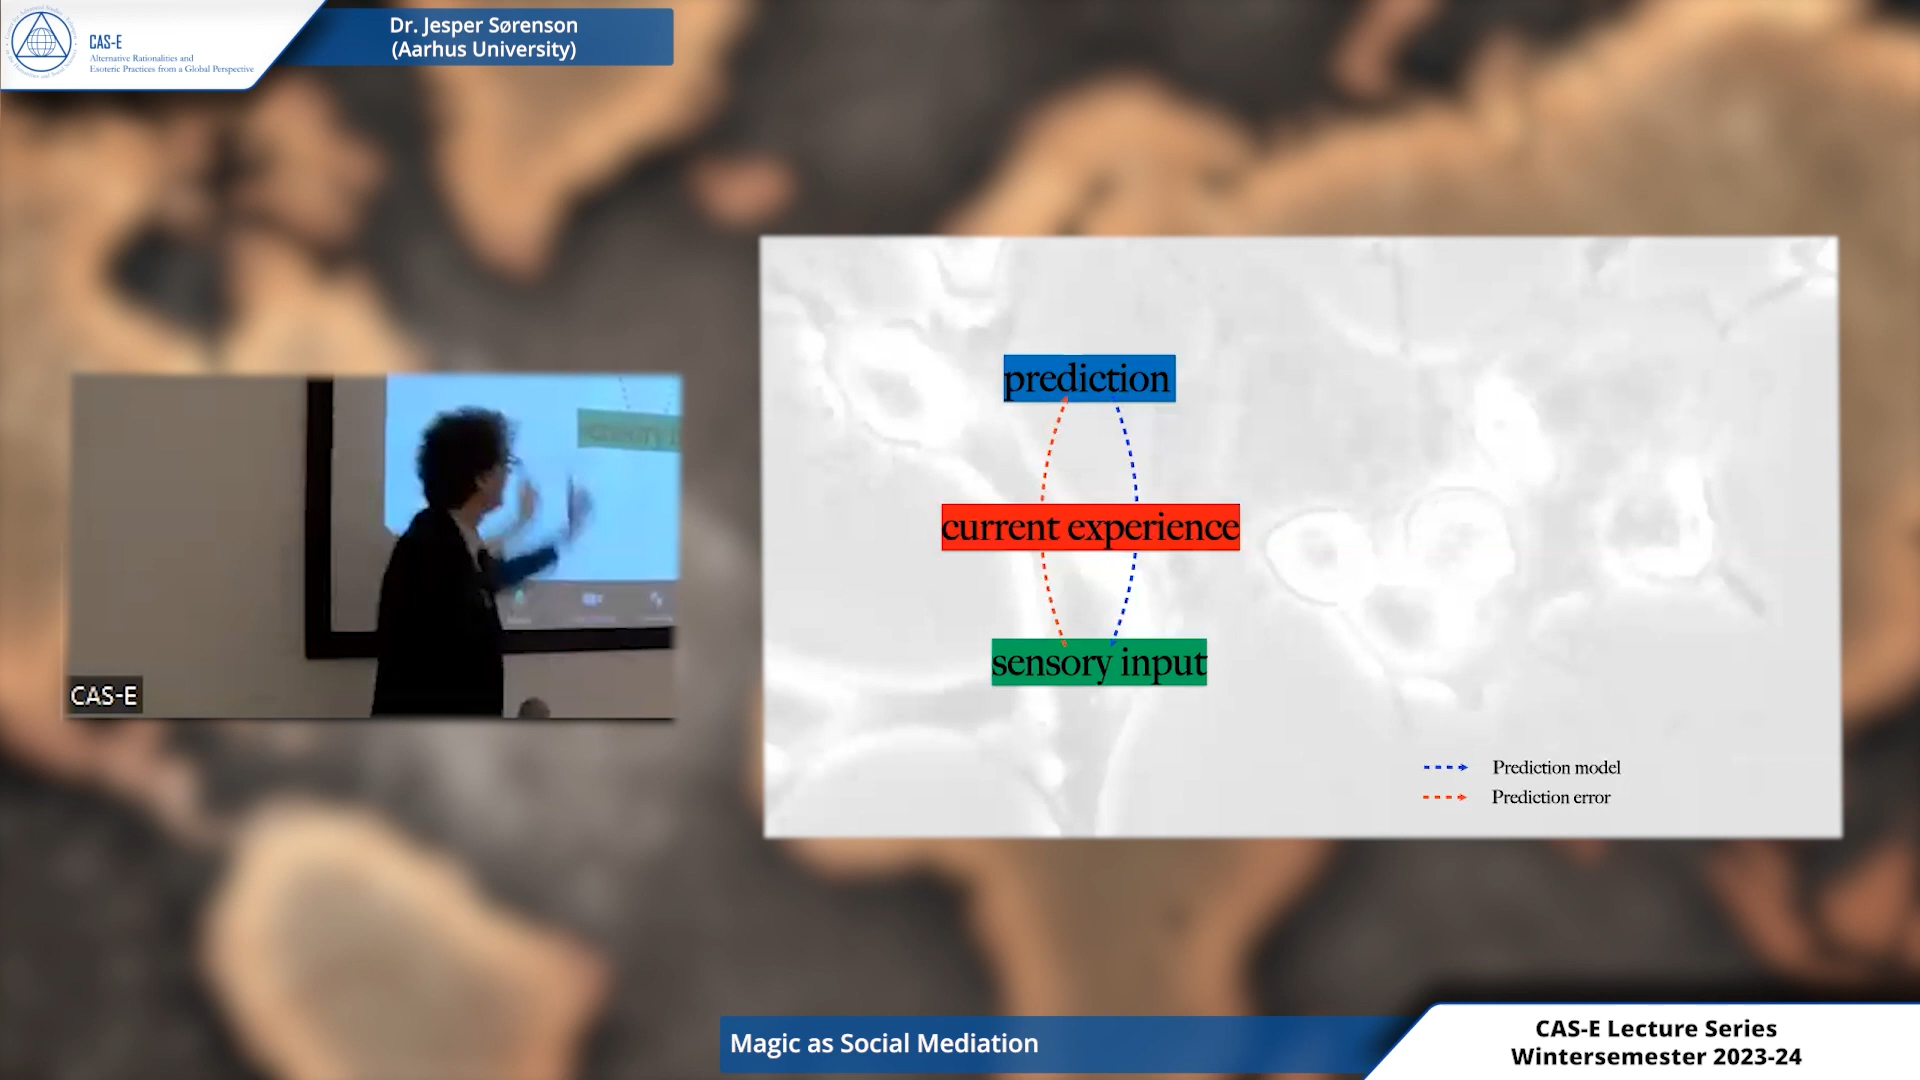 CAS-E
Alternative Rationalities and
Esoteric Practices from a Global Perspective
Dr. Jesper Sørenson
(Aarhus University)
prediction
current experience
sensory input
Prediction model
Prediction error
CAS-E
Magic as Social Mediation
CAS-E Lecture Series
Wintersemester 2023-24